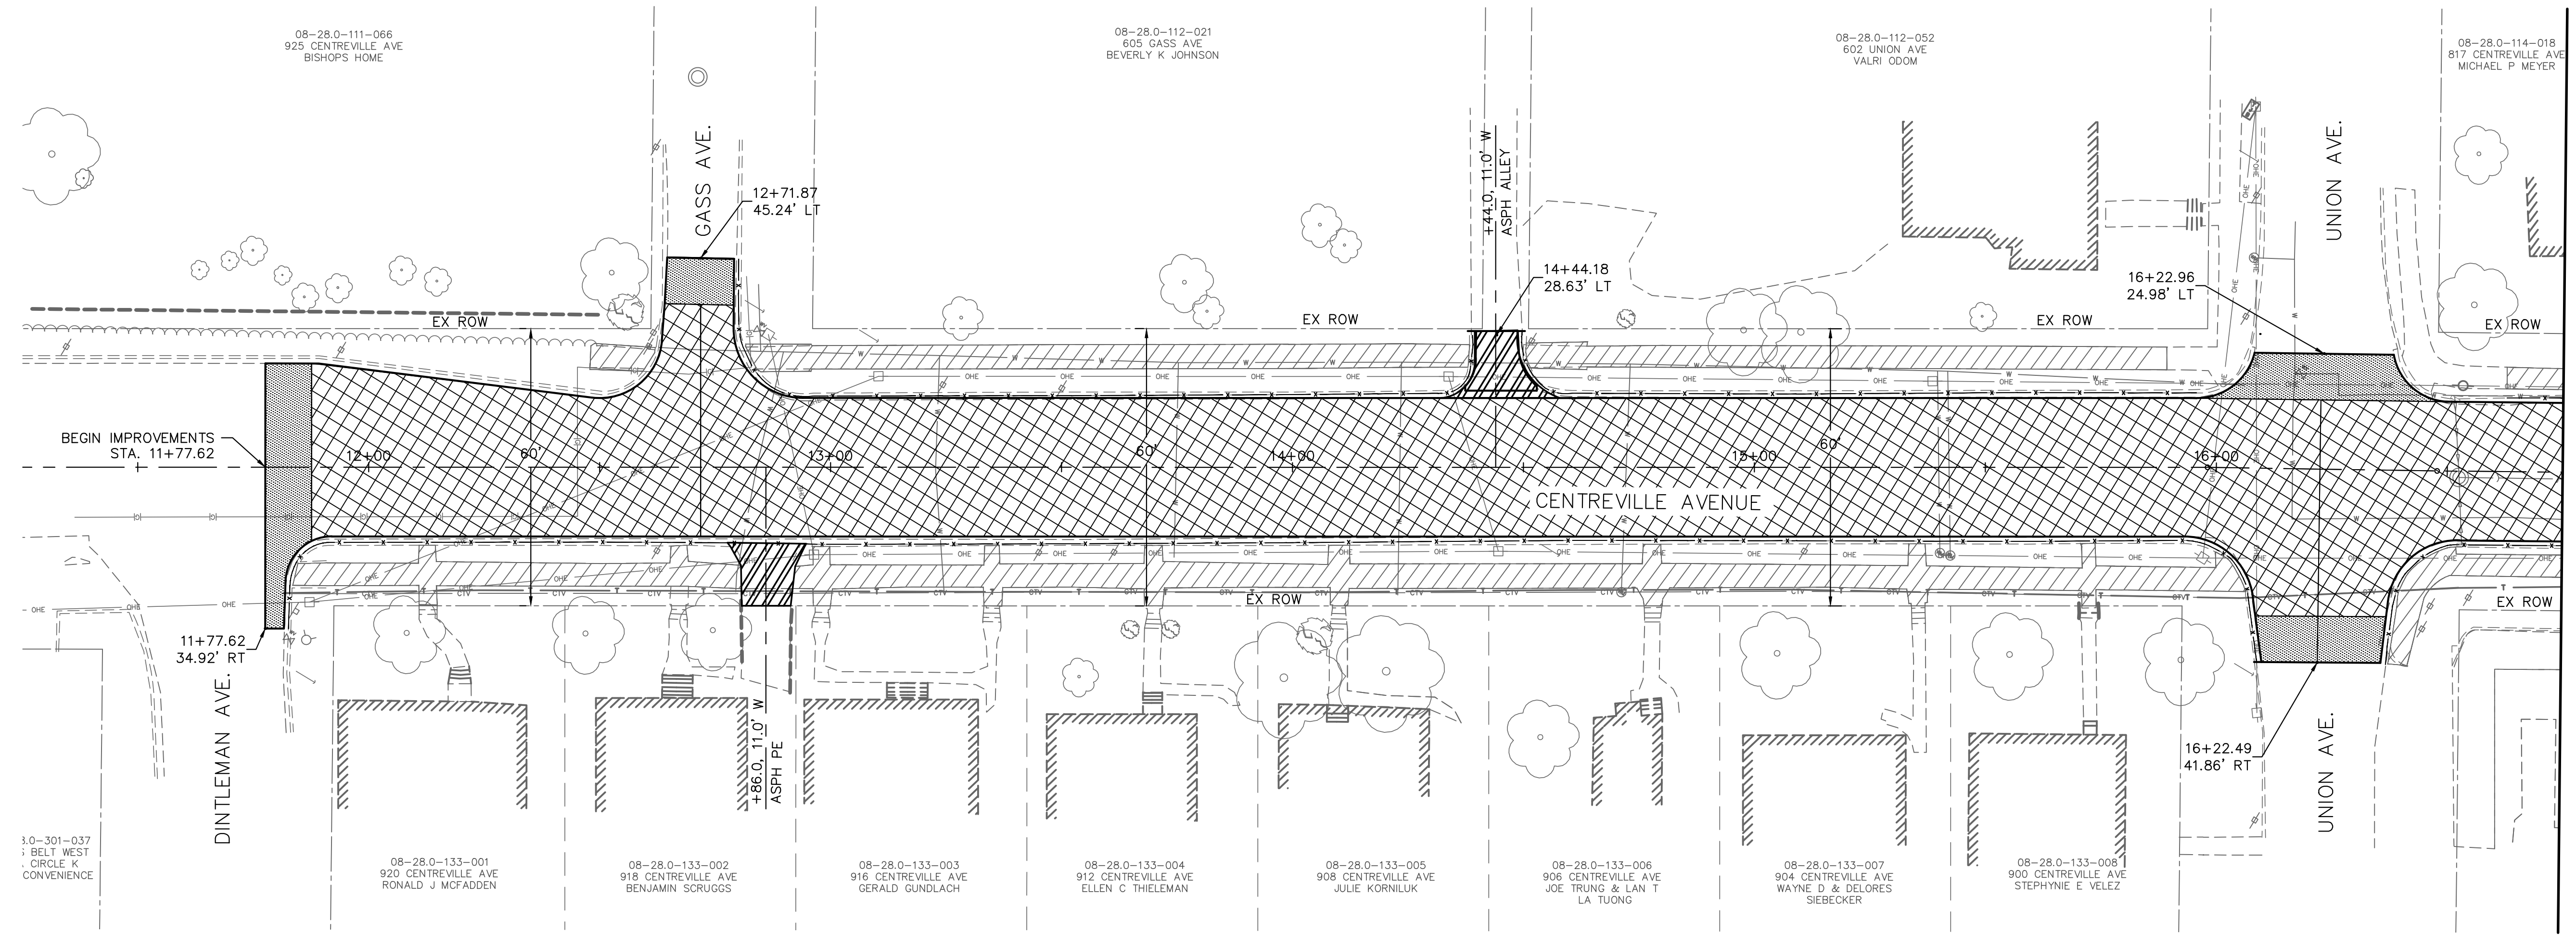 08-28.0-111-066
925 CENTREVILLE AVE
BISHOPS HOME
08-28.0-112-021
605 GASS AVE
BEVERLY K JOHNSON
08-28.0-112-052
602 UNION AVE
VALRI ODOM
08-28.0-114-018
817 CENTREVILLE AVE
MICHAEL P MEYER
GASS AVE.
12+71.87
45.24' LT
+44.0, 11.0' W
ASPH ALLEY
14+44.18
28.63' LT
UNION AVE.
16+22.96
24.98' LT
EX ROW
EX ROW
EX ROW
EX ROW
BEGIN IMPROVEMENTS
STA. 11+77.62
12+00
60'
13+00
60'
14+00
15+00
60'
16+00
CENTREVILLE AVENUE
EX ROW
EX ROW
11+77.62
34.92' RT
DINTLEMAN AVE.
+86.0, 11.0' W
ASPH PE
16+22.49
41.86' RT
UNION AVE.
8.0-301-037
BELT WEST
CIRCLE K
CONVENIENCE
08-28.0-133-001
920 CENTREVILLE AVE
RONALD J MCFADDEN
08-28.0-133-002
918 CENTREVILLE AVE
BENJAMIN SCRUGGS
08-28.0-133-003
916 CENTREVILLE AVE
GERALD GUNDLACH
08-28.0-133-004
912 CENTREVILLE AVE
ELLEN C THIELEMAN
08-28.0-133-005
908 CENTREVILLE AVE
JULIE KORNILUK
08-28.0-133-006
906 CENTREVILLE AVE
JOE TRUNG & LAN T
LA TUONG
08-28.0-133-007
904 CENTREVILLE AVE
WAYNE D & DELORES
SIEBECKER
08-28.0-133-008
900 CENTREVILLE AVE
STEPHYNIE E VELEZ